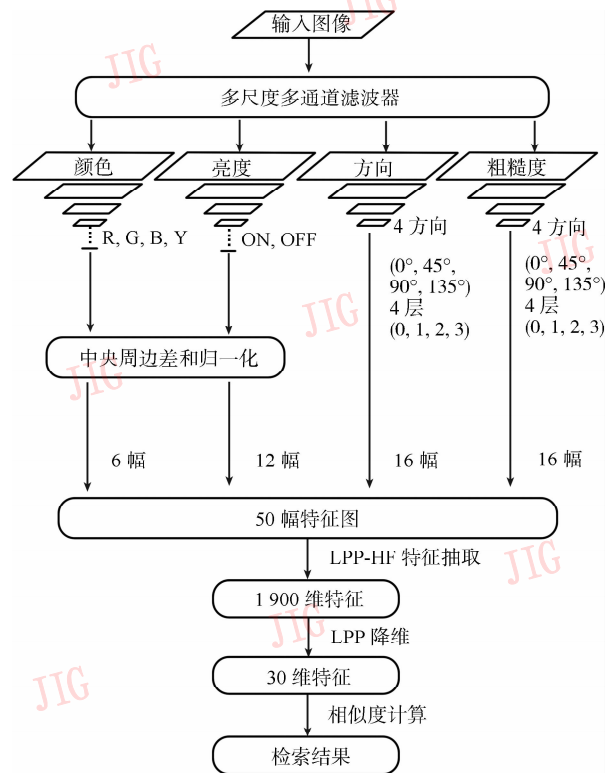 输入图像
多尺度多通道滤波器
颜色 亮度 方向 粗糙度
R, G, B, Y
ON, OFF
4 方向
(0°, 45°,
90°, 135°)
4 层
(0, 1, 2, 3)
4 方向
(0°, 45°,
90°, 135°)
4 层
(0, 1, 2, 3)
中央周边差和归一化
6 幅 12 幅 16 幅 16 幅
50 幅特征图
LPP-HF 特征抽取
1 900 维特征
LPP 降维
30 维特征
相似度计算
检索结果
JIG
JIG
JIG
JIG
JIG
JIG
JIG
JIG